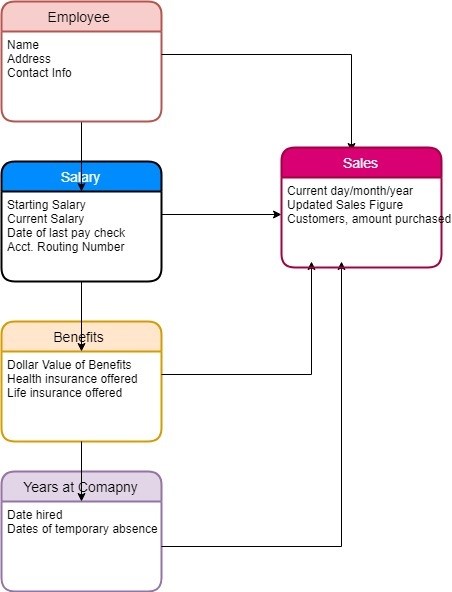 Employee
Name
Address
Contact Info
Salary
Starting Salary
Current Salary
Date of last pay check
Acct. Routing Number
Sales
Current day/month/year
Updated Sales Figure
Customers, amount purchased
Benefits
Dollar Value of Benefits
Health insurance offered
Life insurance offered
Years at Comapny
Date hired
Dates of temporary absence